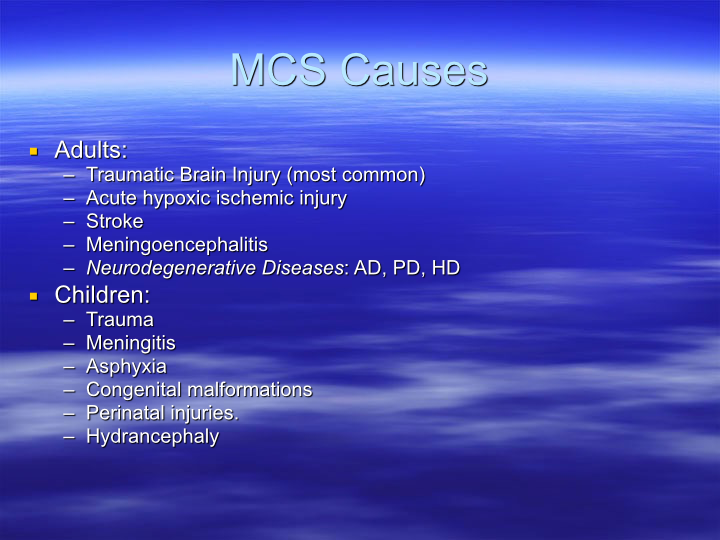 MCS Causes
Adults:
– Traumatic Brain Injury (most common)
– Acute hypoxic ischemic injury
– Stroke
– Meningoencephalitis
– Neurodegenerative Diseases: AD, PD, HD
Children:
– Trauma
– Meningitis
– Asphyxia
– Congenital malformations
– Perinatal injuries.
– Hydrancephaly